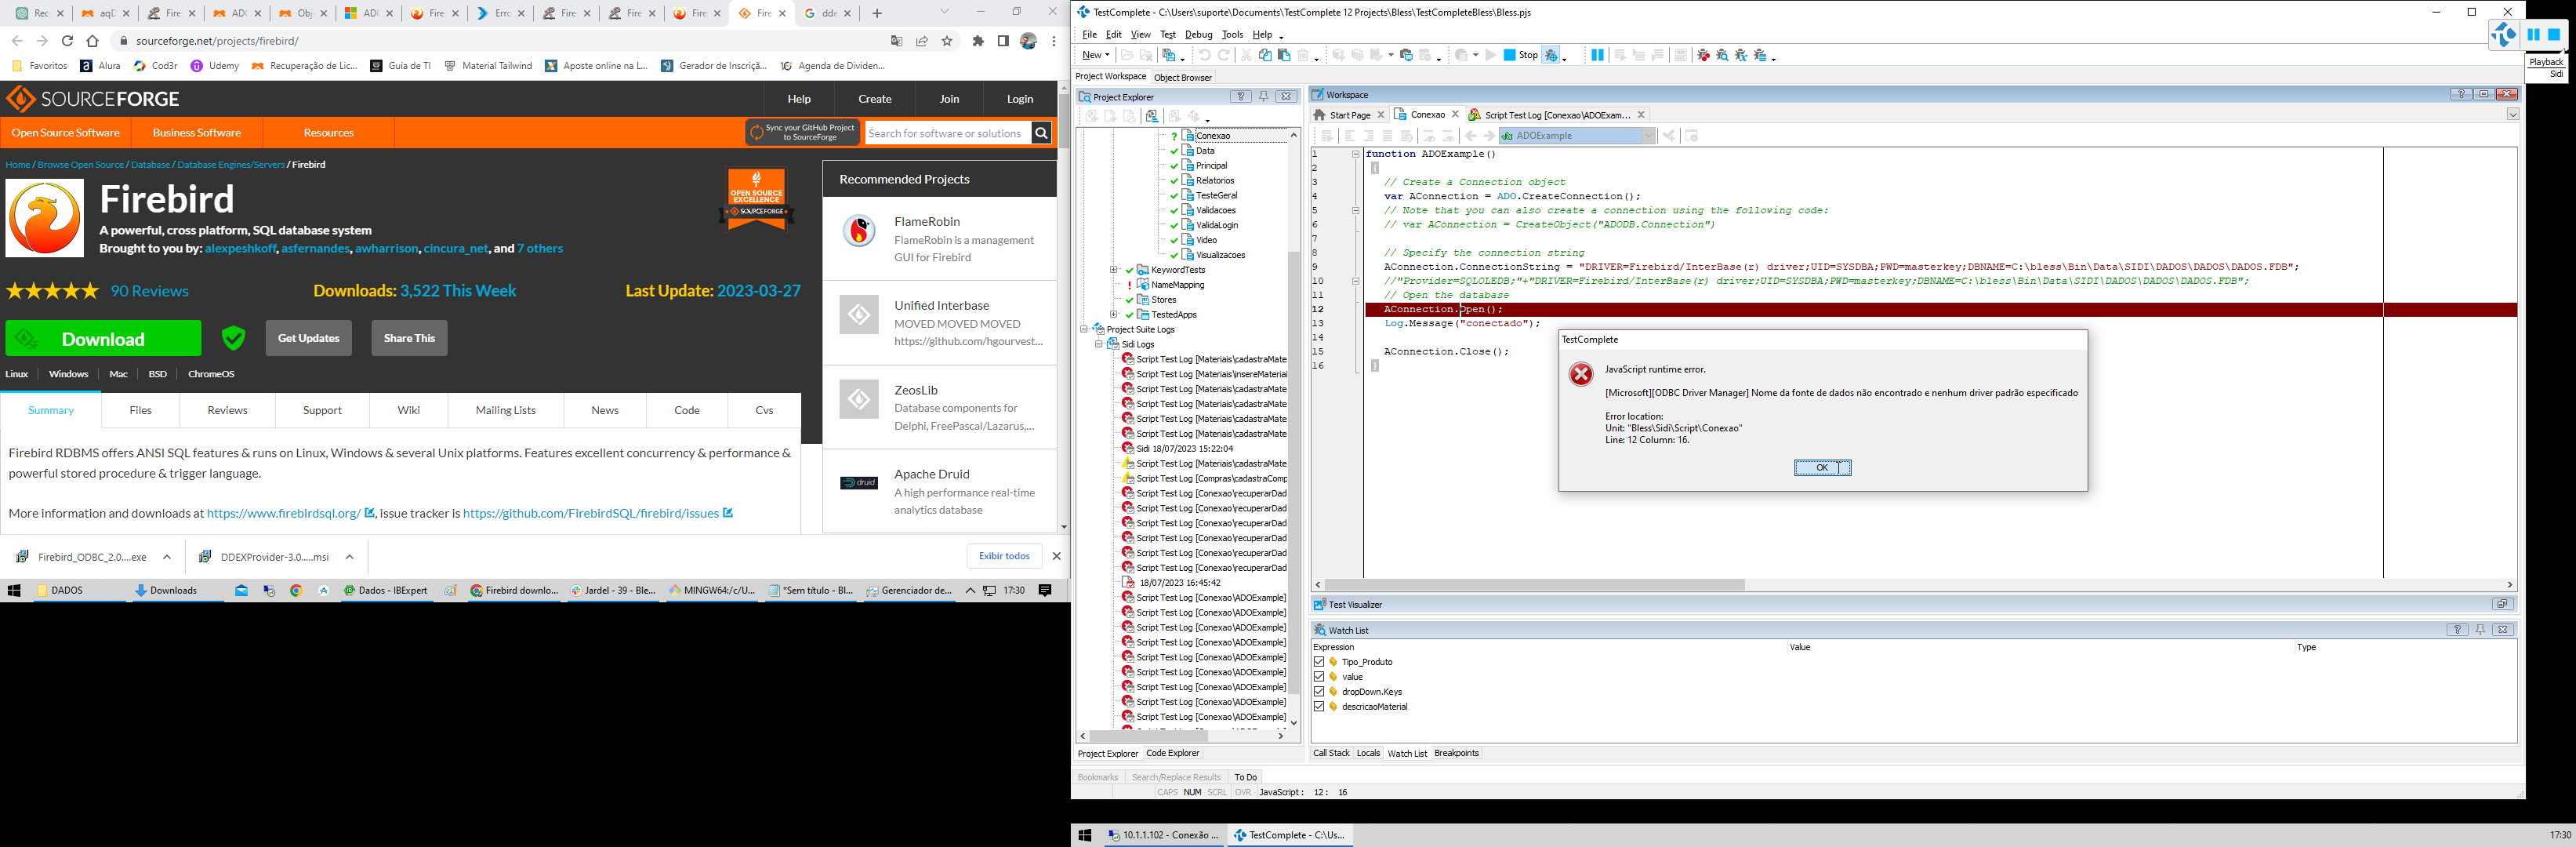 Rec
aqD
Fire
ADC
Obj
ADC
Fire
Errc
Fire
Fire
Fire
Fire
dde
sourceforge.net/projects/firebird/
Favoritos
Alura
Cod3r
Udemy
Recuperação de Lic...
Guia de TI
Material Tailwind
Aposte online na L...
Gerador de Inscriçã...
Agenda de Dividen...
SOURCEFORGE
Help
Create
Join
Login
Open Source Software
Business Software
Resources
Sync your GitHub Project
to SourceForge
Search for software or solutions
Home / Browse Open Source / Database / Database Engines/Servers / Firebird
Firebird
A powerful, cross platform, SQL database system
Brought to you by: alexpeshkoff, asfernandes, awharrison, cincura_net, and 7 others
OPEN SOURCE
EXCELLENCE
SOURCEFORGE
90 Reviews
Downloads: 3,522 This Week
Last Update: 2023-03-27
Download
Get Updates
Share This
Linux
Windows
Mac
BSD
ChromeOS
Summary
Files
Reviews
Support
Wiki
Mailing Lists
News
Code
Cvs
Firebird RDBMS offers ANSI SQL features & runs on Linux, Windows & several Unix platforms. Features excellent concurrency & performance &
powerful stored procedure & trigger language.
More information and downloads at https://www.firebirdsql.org/ , issue tracker is https://github.com/FirebirdSQL/firebird/issues
Recommended Projects
FlameRobin
FlameRobin is a management
GUI for Firebird
Unified Interbase
MOVED MOVED MOVED
https://github.com/hgourvest...
ZeosLib
Database components for
Delphi, FreePascal/Lazarus,...
druid
Apache Druid
A high performance real-time
analytics database
Firebird_ODBC_2.0....exe
DDEXProvider-3.0.....msi
Exibir todos
DADOS
Downloads
Dados - IBExpert
Firebird downlo...
Jardel - 39 - Ble...
MINGW64:/c/U...
*Sem título - Bl...
Gerenciador de...
17:30
TestComplete - C:\Users\suporte\Documents\TestComplete 12 Projects\Bless\TestCompleteBless\Bless.pjs
File Edit View Test Debug Tools Help
New
Stop
Playback
Sidi
Project Workspace
Object Browser
Project Explorer
Conexao
Data
Principal
Relatorios
TesteGeral
Validacoes
ValidaLogin
Video
Visualizacoes
KeywordTests
NameMapping
Stores
TestedApps
Project Suite Logs
Sidi Logs
Script Test Log [Materiais\cadastraMate
Script Test Log [Materiais\insereMateriai
Script Test Log [Materiais\cadastraMate
Script Test Log [Materiais\cadastraMate
Script Test Log [Materiais\cadastraMate
Script Test Log [Materiais\cadastraMate
Sidi 18/07/2023 15:22:04
Script Test Log [Materiais\cadastraMate
Script Test Log [Compras\cadastraComp
Script Test Log [Conexao\recuperarDad
Script Test Log [Conexao\recuperarDad
Script Test Log [Conexao\recuperarDad
Script Test Log [Conexao\recuperarDad
Script Test Log [Conexao\recuperarDad
Script Test Log [Conexao\recuperarDad
18/07/2023 16:45:42
Script Test Log [Conexao\ADOExample]
Script Test Log [Conexao\ADOExample]
Script Test Log [Conexao\ADOExample]
Script Test Log [Conexao\ADOExample]
Script Test Log [Conexao\ADOExample]
Script Test Log [Conexao\ADOExample]
Script Test Log [Conexao\ADOExample]
Script Test Log [Conexao\ADOExample]
Script Test Log [Conexao\ADOExample]
Project Explorer
Code Explorer
Workspace
Start Page
Conexao
Script Test Log [Conexao\ADOExam...
ADOExample
1 function ADOExample()
2 {
3 // Create a Connection object
4 var AConnection = ADO.CreateConnection();
5 // Note that you can also create a connection using the following code:
6 // var AConnection = CreateObject("ADODB.Connection")
7
8 // Specify the connection string
9 AConnection.ConnectionString = "DRIVER=Firebird/InterBase(r) driver;UID=SYSDBA;PWD=masterkey;DBNAME=C:\bless\Bin\Data\SIDI\DADOS\DADOS\DADOS.FDB";
10 //"Provider=SQLOLEDB;"+"DRIVER=Firebird/InterBase(r) driver;UID=SYSDBA;PWD=masterkey;DBNAME=C:\bless\Bin\Data\SIDI\DADOS\DADOS\DADOS.FDB";
11 // Open the database
12 AConnection.Open();
13 Log.Message("conectado");
14
15 AConnection.Close();
16 }
TestComplete
JavaScript runtime error.
[Microsoft][ODBC Driver Manager] Nome da fonte de dados não encontrado e nenhum driver padrão especificado
Error location:
Unit: "Bless\Sidi\Script\Conexao"
Line: 12 Column: 16.
OK
Test Visualizer
Watch List
Expression
Value
Type
Tipo_Produto
value
dropDown.Keys
descricaoMaterial
Call Stack
Locals
Watch List
Breakpoints
Bookmarks
Search/Replace Results
To Do
CAPS NUM SCRL OVR JavaScript : 12 : 16
10.1.1.102 - Conexão ...
TestComplete - C:\Us...
17:30